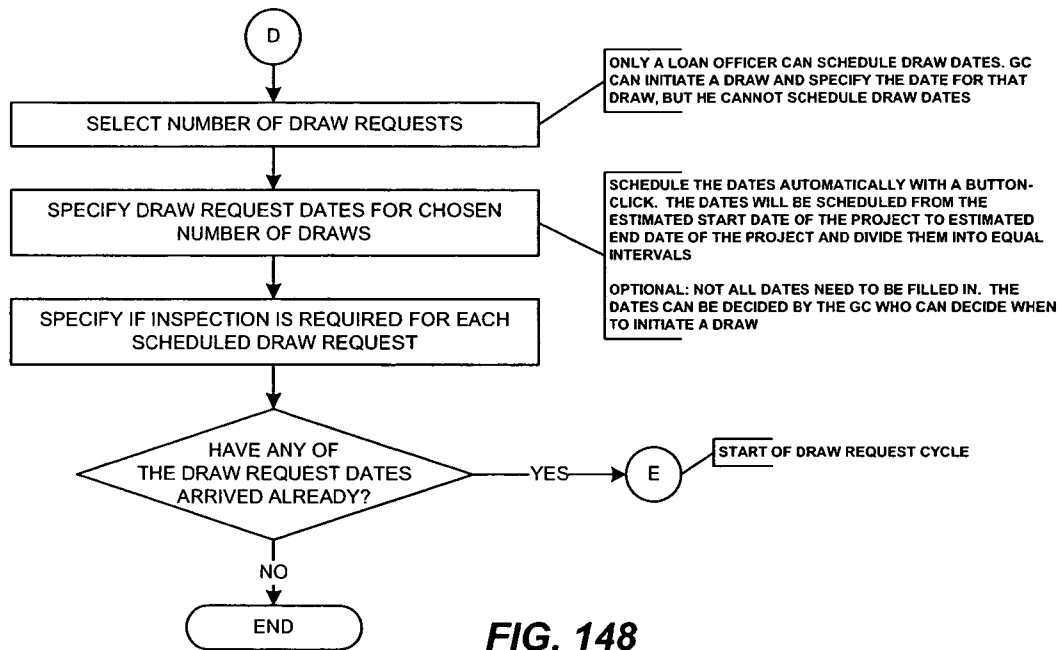 D
ONLY A LOAN OFFICER CAN SCHEDULE DRAW DATES. GC
CAN INITIATE A DRAW AND SPECIFY THE DATE FOR THAT
DRAW, BUT HE CANNOT SCHEDULE DRAW DATES
SELECT NUMBER OF DRAW REQUESTS
SPECIFY DRAW REQUEST DATES FOR CHOSEN
NUMBER OF DRAWS
SCHEDULE THE DATES AUTOMATICALLY WITH A BUTTON-
CLICK. THE DATES WILL BE SCHEDULED FROM THE
ESTIMATED START DATE OF THE PROJECT TO ESTIMATED
END DATE OF THE PROJECT AND DIVIDE THEM INTO EQUAL
INTERVALS
OPTIONAL: NOT ALL DATES NEED TO BE FILLED IN. THE
DATES CAN BE DECIDED BY THE GC WHO CAN DECIDE WHEN
TO INITIATE A DRAW
SPECIFY IF INSPECTION IS REQUIRED FOR EACH
SCHEDULED DRAW REQUEST
HAVE ANY OF
THE DRAW REQUEST DATES
ARRIVED ALREADY?
YES
E
START OF DRAW REQUEST CYCLE
NO
END
FIG. 148